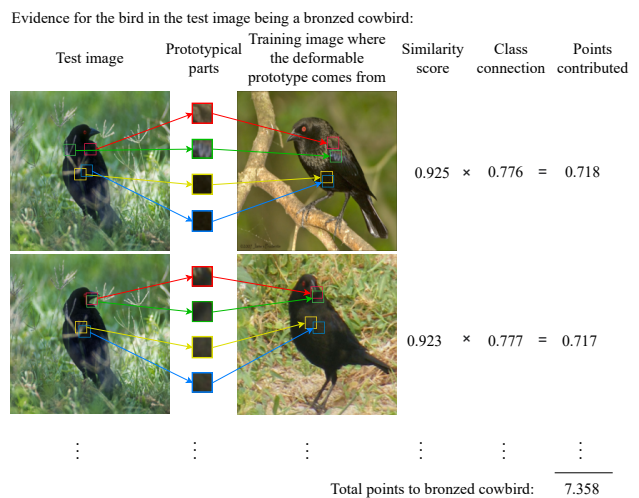 Evidence for the bird in the test image being a bronzed cowbird:
Test image
Prototypical
parts
Training image where
the deformable
prototype comes from
Similarity
score
Class
connection
Points
contributed
0.925 × 0.776 = 0.718
0.923 × 0.777 = 0.717
Total points to bronzed cowbird: 7.358